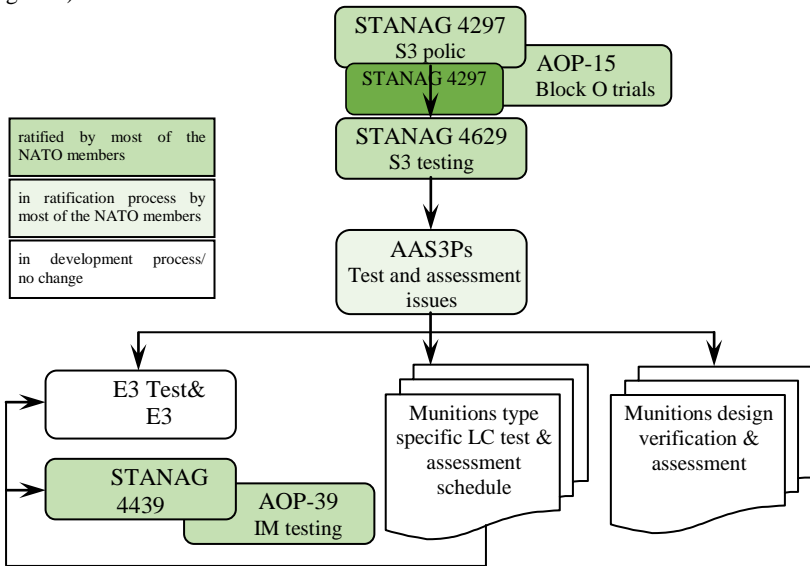 STANAG 4297
S3 polic
STANAG 4297
AOP-15
Block O trials
STANAG 4629
S3 testing
ratified by most of the
NATO members
in ratification process by
most of the NATO members
in development process/
no change
AAS3Ps
Test and assessment
issues
E3 Test&
E3
Munitions type
specific LC test &
assessment
schedule
Munitions design
verification &
assessment
STANAG
4439
AOP-39
IM testing